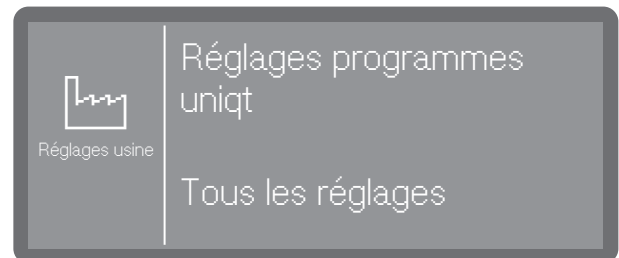 Réglages usine
Réglages programmes
uniqt
Tous les réglages